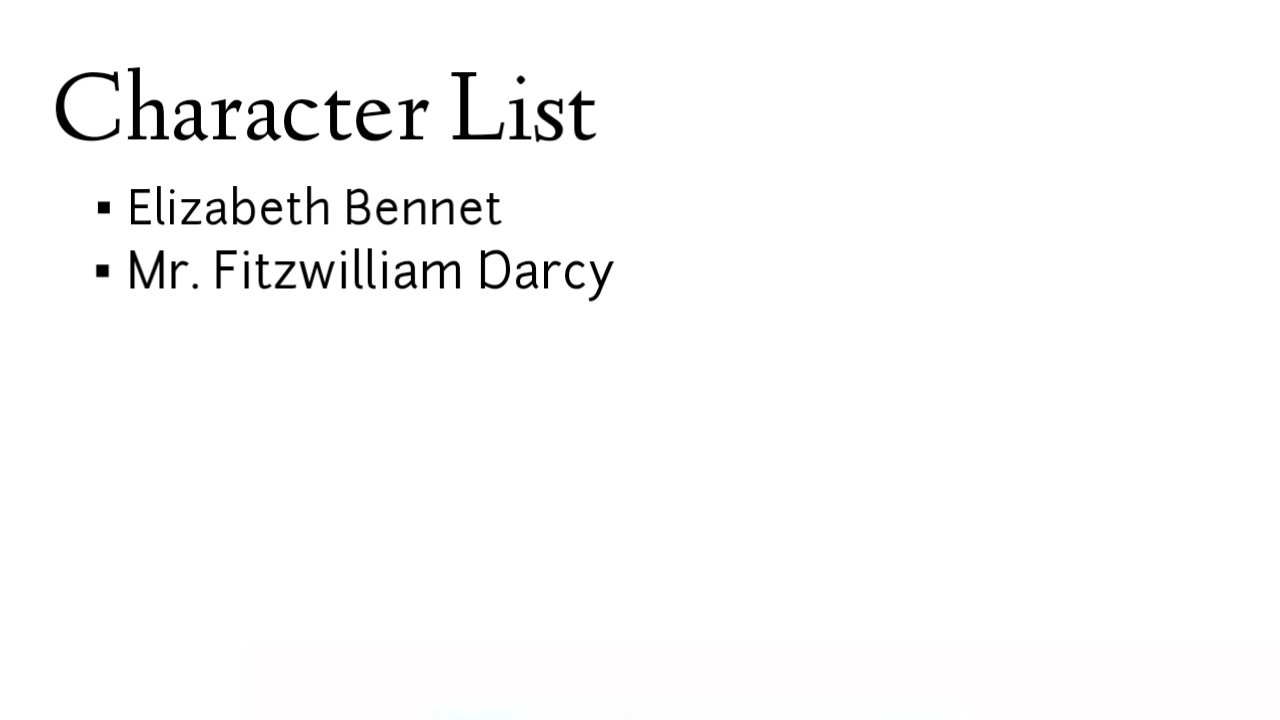 Character List
▪ Elizabeth Bennet
▪ Mr. Fitzwilliam Darcy